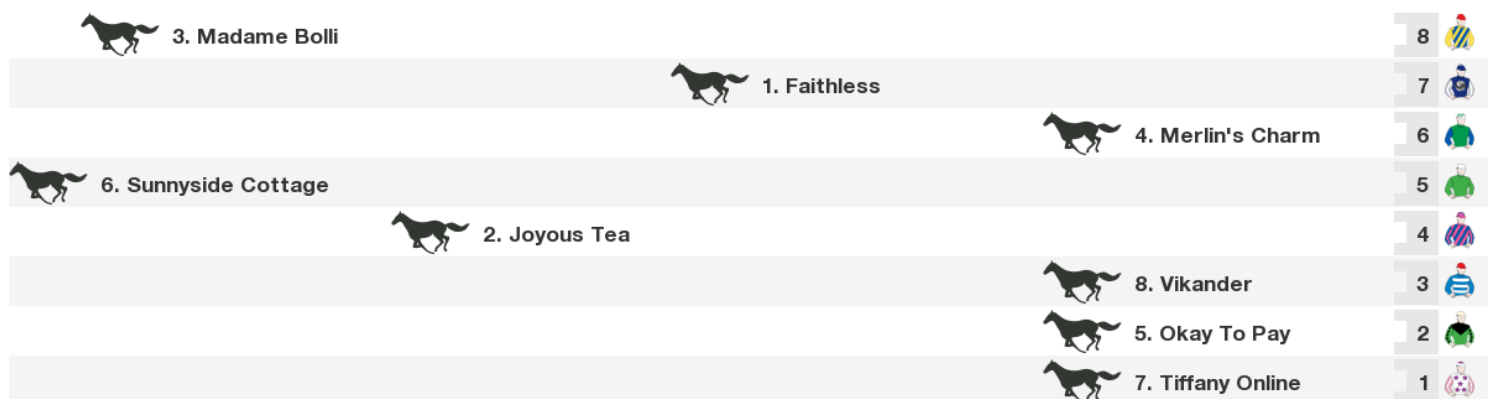 3. Madame Bolli 8
1. Faithless 7
4. Merlin's Charm 6
6. Sunnyside Cottage 5
2. Joyous Tea 4
8. Vikander 3
5. Okay To Pay 2
7. Tiffany Online 1